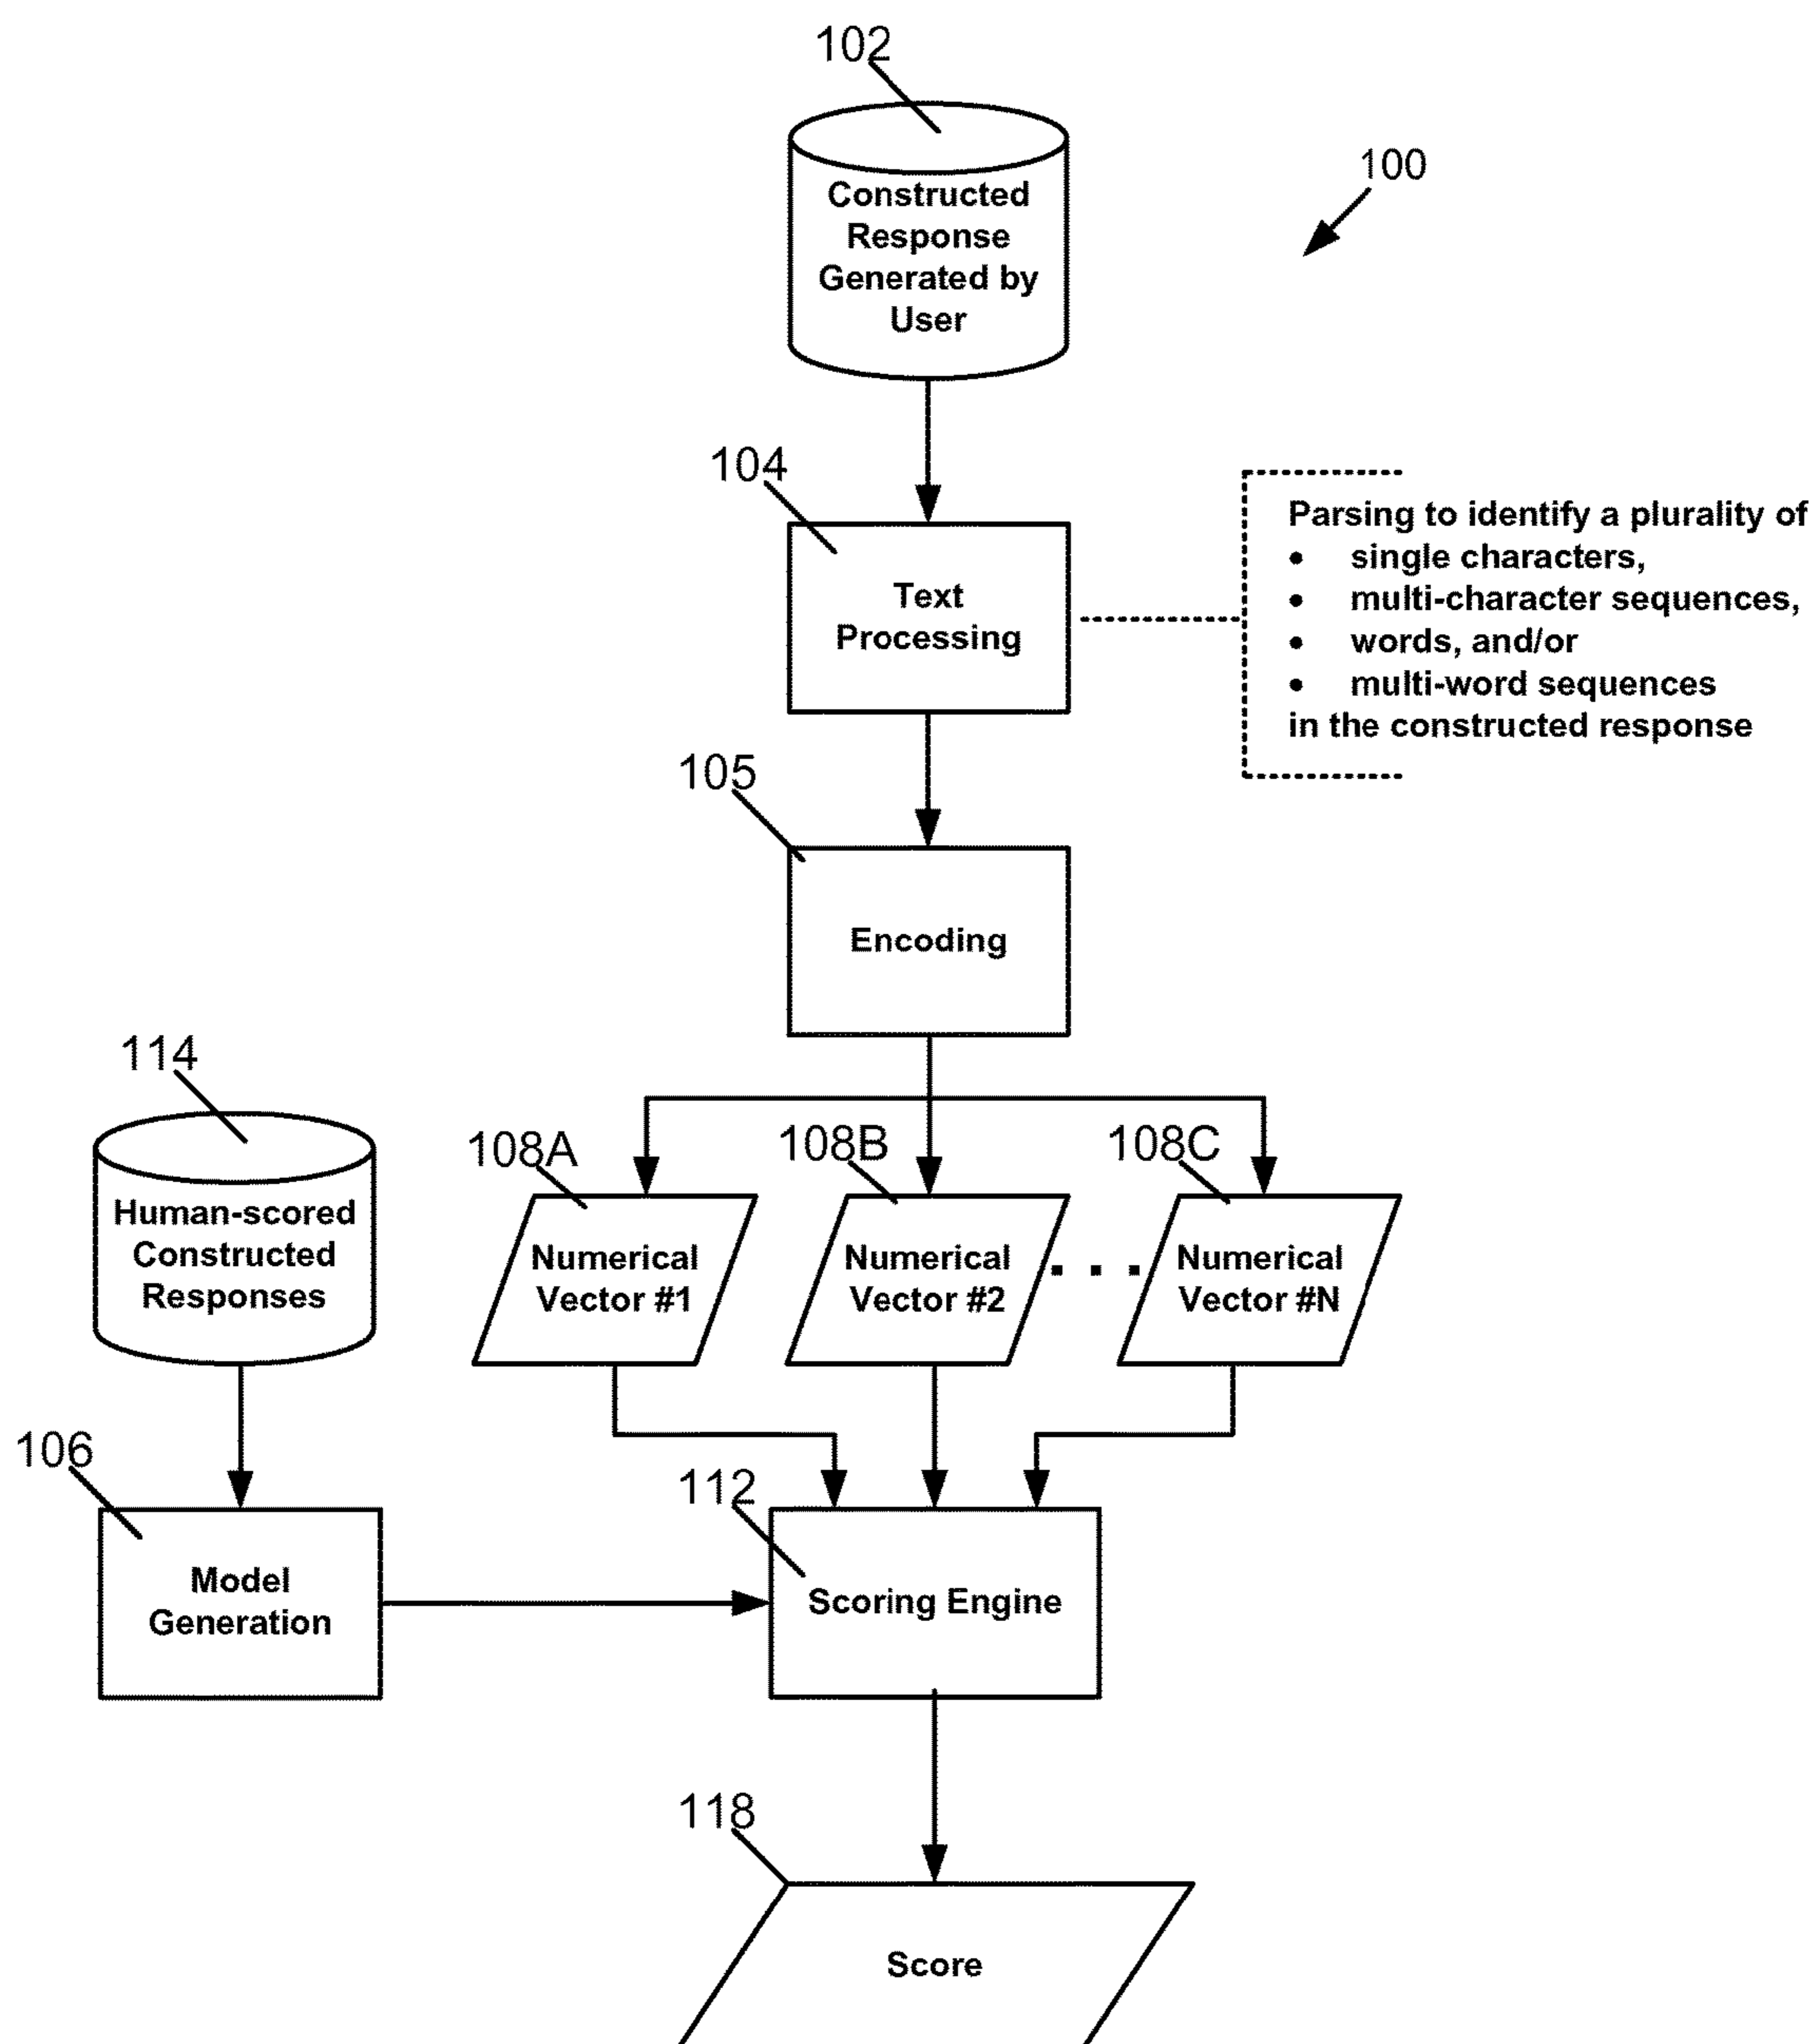 102
100
Constructed
Response
Generated by
User
104
Text
Processing
Parsing to identify a plurality of
• single characters,
• multi-character sequences,
• words, and/or
• multi-word sequences
in the constructed response
105
Encoding
114
Human-scored
Constructed
Responses
108A
108B
108C
Numerical
Vector #1
Numerical
Vector #2
. . .
Numerical
Vector #N
106
Model
Generation
112
Scoring Engine
118
Score